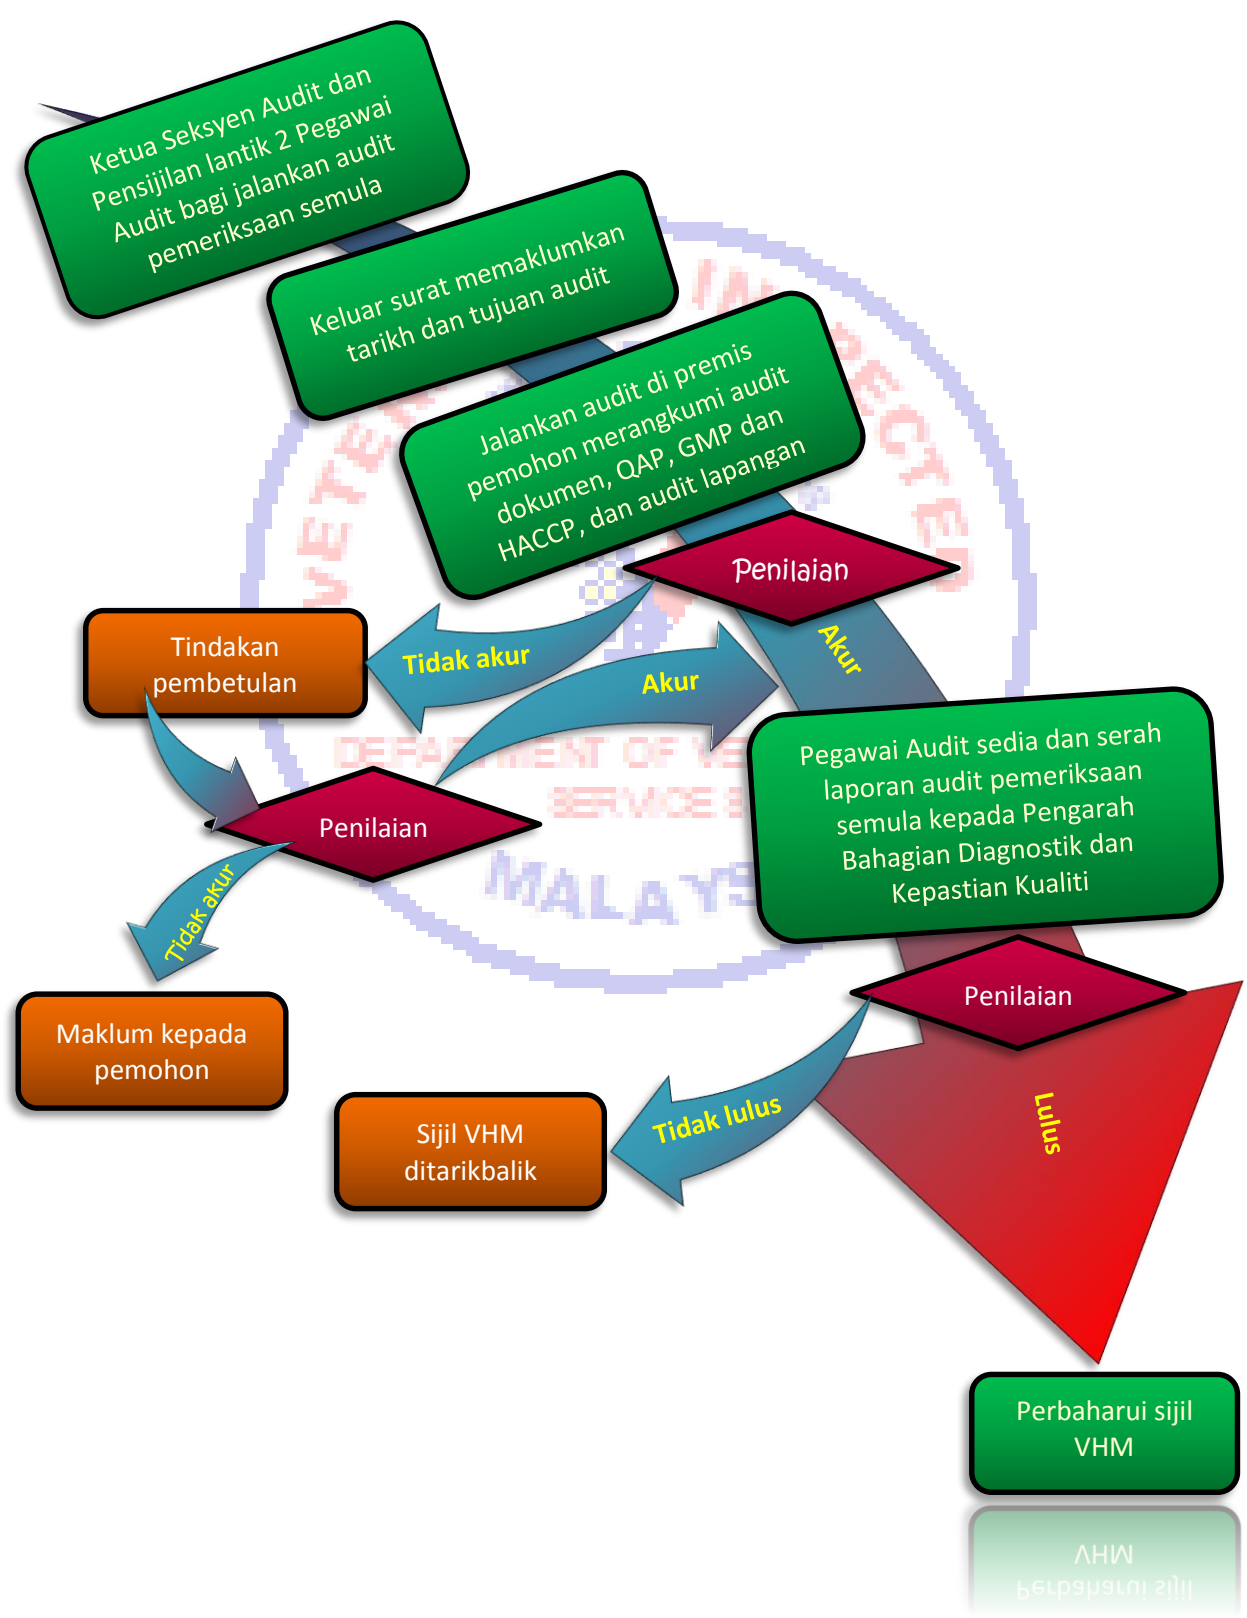 Ketua Seksyen Audit dan
Pensijilan lantik 2 Pegawai
Audit bagi jalankan audit
pemeriksaan semula
Keluar surat memaklumkan
tarikh dan tujuan audit
Jalankan audit di premis
pemohon merangkumi audit
dokumen, QAP, GMP dan
HACCP, dan audit lapangan
Penilaian
Akur
Tidak akur
Tindakan
pembetulan
Akur
Penilaian
Tidak akur
Maklum kepada
pemohon
Pegawai Audit sedia dan serah
laporan audit pemeriksaan
semula kepada Pengarah
Bahagian Diagnostik dan
Kepastian Kualiti
Penilaian
Tidak lulus
Sijil VHM
ditarikbalik
Lulus
Perbaharui sijil
VHM